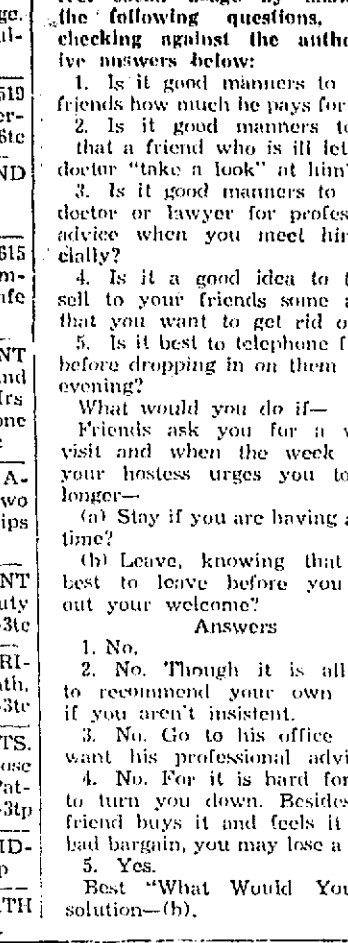 the following questions,
checking against the autho
ive answers below:
1. Is it good manners to
friends how much he pays for
2. Is it good manners to
that a friend who is ill let
doctor "take a look" at him?
3. Is it good manners to
doctor or lawyer for profes
advice when you meet him
cially?
4. Is it a good idea to t
sell to your friends some a
that you want to get rid o
5. Is it best to telephone f
before dropping in on them
evening?
What would you do if—
Friends ask you for a w
visit and when the week
your hostess urges you to
longer—
(a) Stay if you are having a
time?
(b) Leave, knowing that
best to leave before you
out your welcome?
Answers
1. No.
2. No. Though it is all
to recommend your own
if you aren't insistent.
3. No. Go to his office
want his professional advi
4. No. For it is hard for
to turn you down. Besides
friend buys it and feels it
bad bargain, you may lose a
5. Yes.
Best "What Would You
solution—(b).